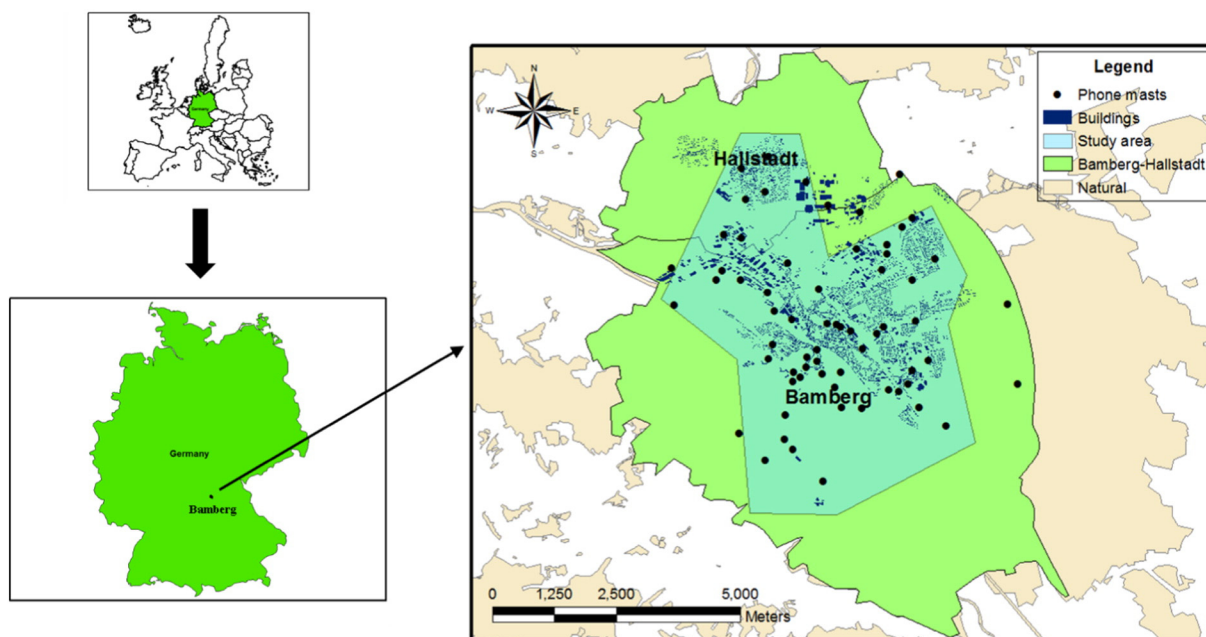 Germany
Germany
Bamberg
N
W E
S
Hallstadt
Bamberg
Legend
Phone masts
Buildings
Study area
Bamberg-Hallstadt
Natural
0 1,250 2,500 5,000
Meters